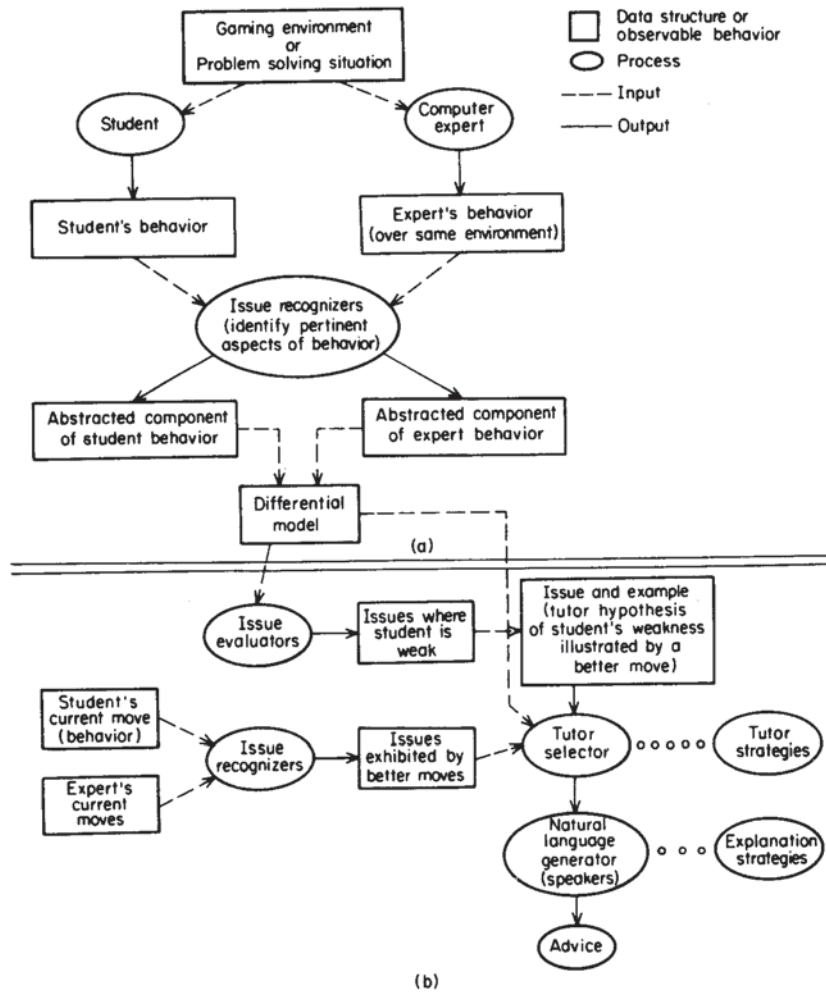 Gaming environment
or
Problem solving situation
Data structure or
observable behavior
Process
Input
Output
Student
Computer
expert
Student's behavior
Expert's behavior
(over same environment)
Issue recognizers
(identify pertinent
aspects of behavior)
Abstracted component
of student behavior
Abstracted component
of expert behavior
Differential
model
(a)
Issue
evaluators
Issues where
student is
weak
Issue and example
(tutor hypothesis
of student's weakness
illustrated by a
better move)
Student's
current move
(behavior)
Expert's
current
moves
Issue
recognizers
Issues
exhibited by
better moves
Tutor
selector
Tutor
strategies
Natural
language
generator
(speakers)
Explanation
strategies
Advice
(b)